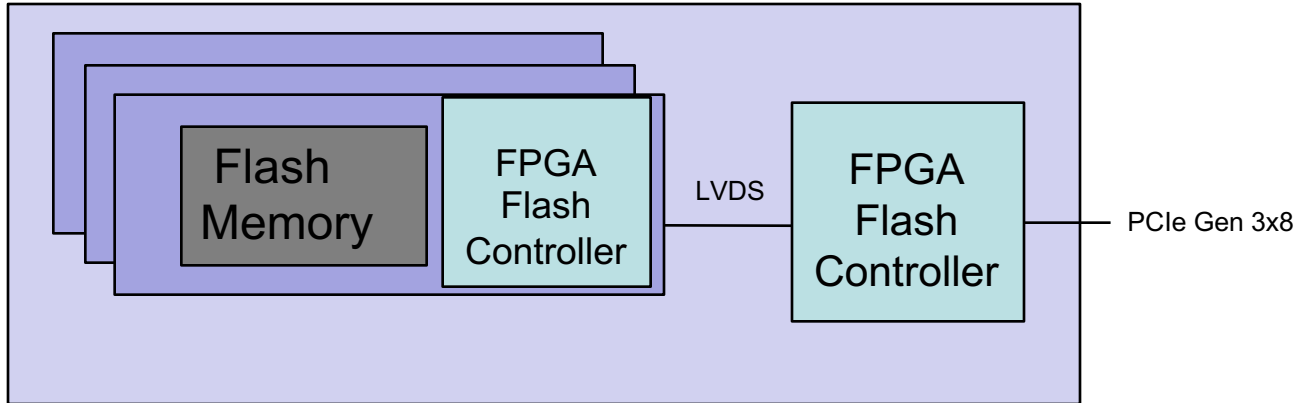 Flash
Memory
FPGA
Flash
Controller
LVDS
FPGA
Flash
Controller
PCIe Gen 3x8